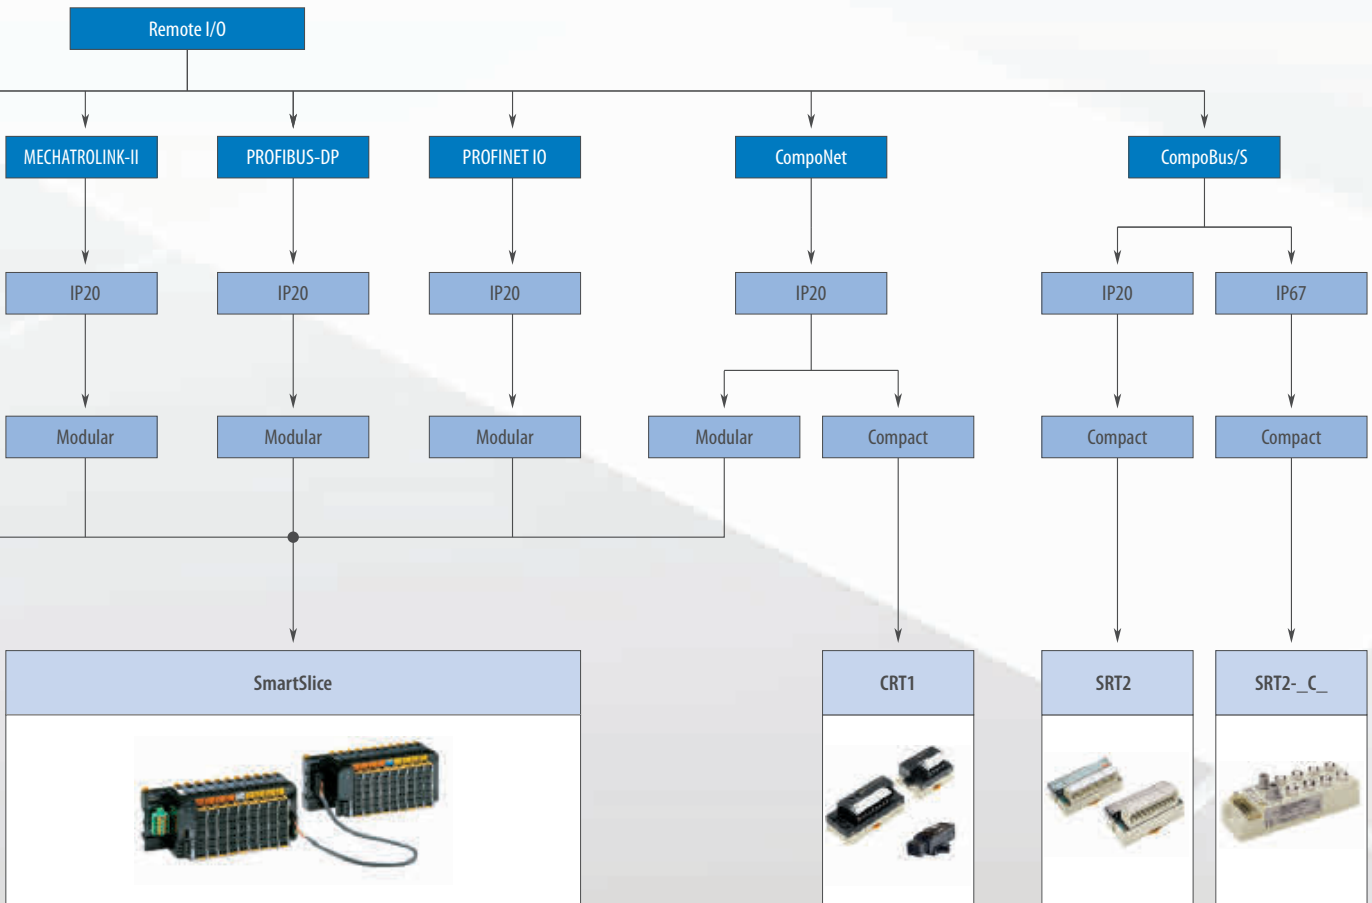 Remote I/O
MECHATROLINK-II
PROFIBUS-DP
PROFINET IO
CompoNet
CompoBus/S
IP20
IP20
IP20
IP20
IP20
IP67
Modular
Modular
Modular
Modular
Compact
Compact
Compact
SmartSlice
CRT1
SRT2
SRT2-_C_